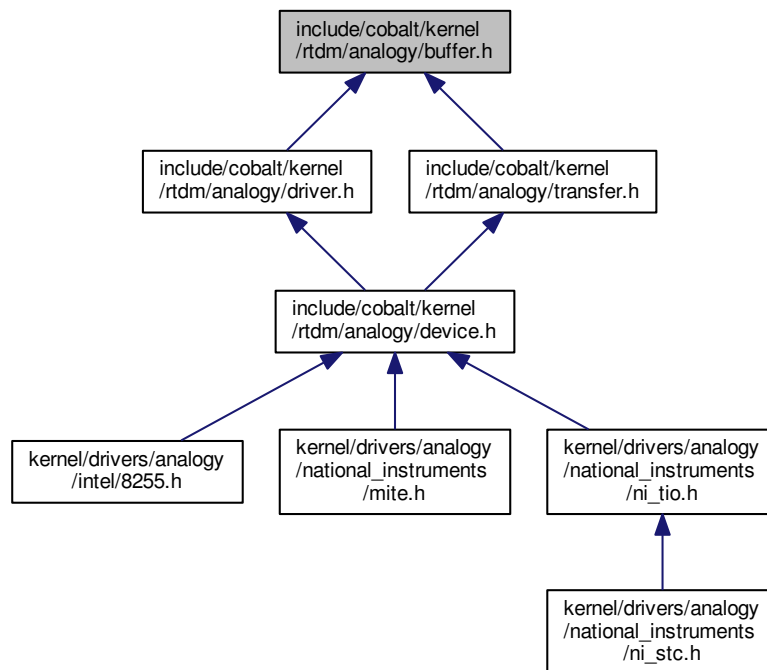 include/cobalt/kernel
/rtdm/analogy/buffer.h
include/cobalt/kernel
/rtdm/analogy/driver.h
include/cobalt/kernel
/rtdm/analogy/transfer.h
include/cobalt/kernel
/rtdm/analogy/device.h
kernel/drivers/analogy
/intel/8255.h
kernel/drivers/analogy
/national_instruments
/mite.h
kernel/drivers/analogy
/national_instruments
/ni_tio.h
kernel/drivers/analogy
/national_instruments
/ni_stc.h